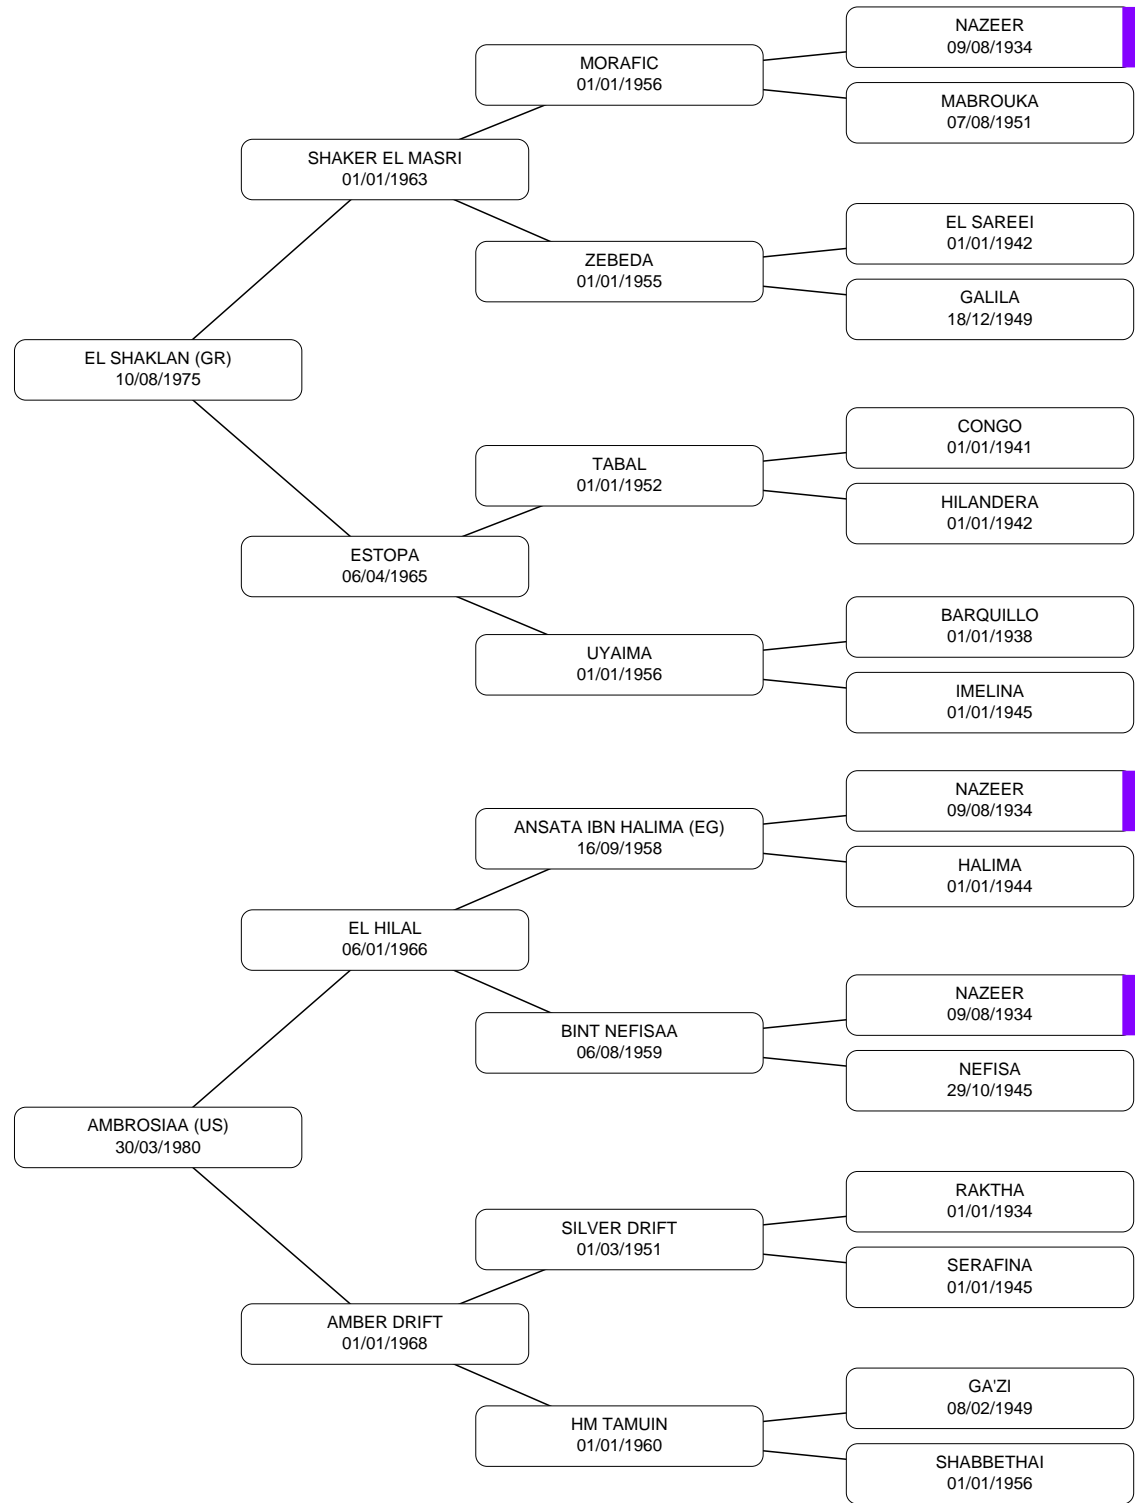 NAZEER
09/08/1934
MORAFIC
01/01/1956
MABROUKA
07/08/1951
SHAKER EL MASRI
01/01/1963
EL SAREEI
01/01/1942
ZEBEDA
01/01/1955
GALILA
18/12/1949
EL SHAKLAN (GR)
10/08/1975
CONGO
01/01/1941
TABAL
01/01/1952
HILANDERA
01/01/1942
ESTOPA
06/04/1965
BARQUILLO
01/01/1938
UYAIMA
01/01/1956
IMELINA
01/01/1945
NAZEER
09/08/1934
ANSATA IBN HALIMA (EG)
16/09/1958
HALIMA
01/01/1944
EL HILAL
06/01/1966
NAZEER
09/08/1934
BINT NEFISAA
06/08/1959
NEFISA
29/10/1945
AMBROSIAA (US)
30/03/1980
RAKTHA
01/01/1934
SILVER DRIFT
01/03/1951
SERAFINA
01/01/1945
AMBER DRIFT
01/01/1968
GA'ZI
08/02/1949
HM TAMUIN
01/01/1960
SHABBETHAI
01/01/1956